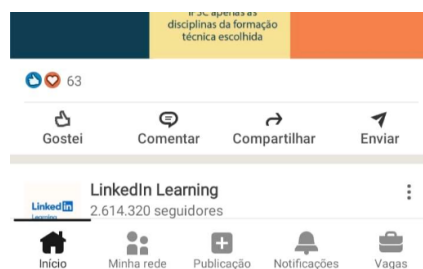 IFSC apenas as
disciplinas da formação
técnica escolhida
63
Gostei
Comentar
Compartilhar
Enviar
LinkedIn Learning
2.614.320 seguidores
Linked in
Learning
Início
Minha rede
Publicação
Notificações
Vagas